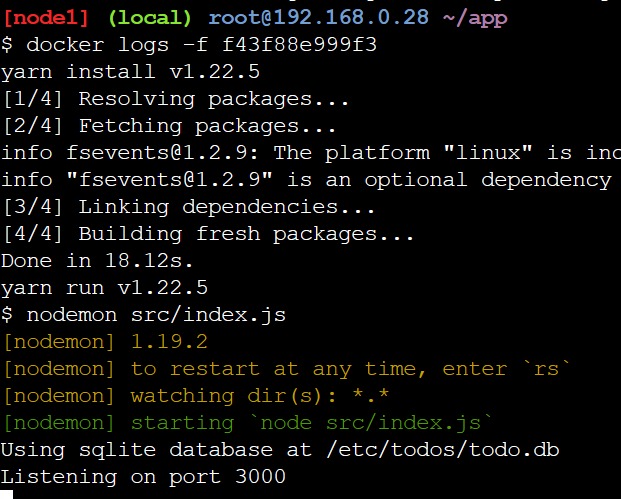 [node1] (local) root@192.168.0.28 ~/app
$ docker logs -f f43f88e999f3
yarn install v1.22.5
[1/4] Resolving packages...
[2/4] Fetching packages...
info fsevents@1.2.9: The platform "linux" is inc
info "fsevents@1.2.9" is an optional dependency
[3/4] Linking dependencies...
[4/4] Building fresh packages...
Done in 18.12s.
yarn run v1.22.5
$ nodemon src/index.js
[nodemon] 1.19.2
[nodemon] to restart at any time, enter `rs`
[nodemon] watching dir(s): *.*
[nodemon] starting `node src/index.js`
Using sqlite database at /etc/todos/todo.db
Listening on port 3000